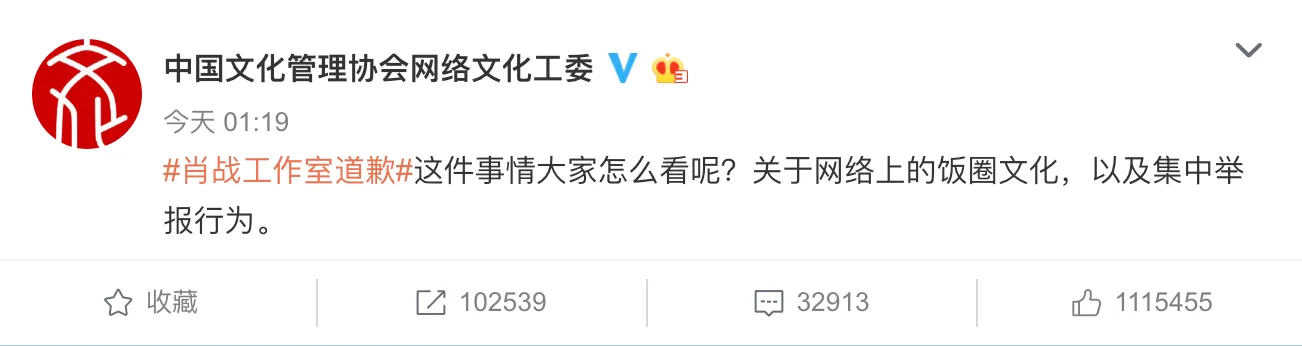 中国文化管理协会网络文化工委
今天 01:19
#肖战工作室道歉#这件事情大家怎么看呢？关于网络上的饭圈文化，以及集中举
报行为。
收藏 102539 32913 1115455